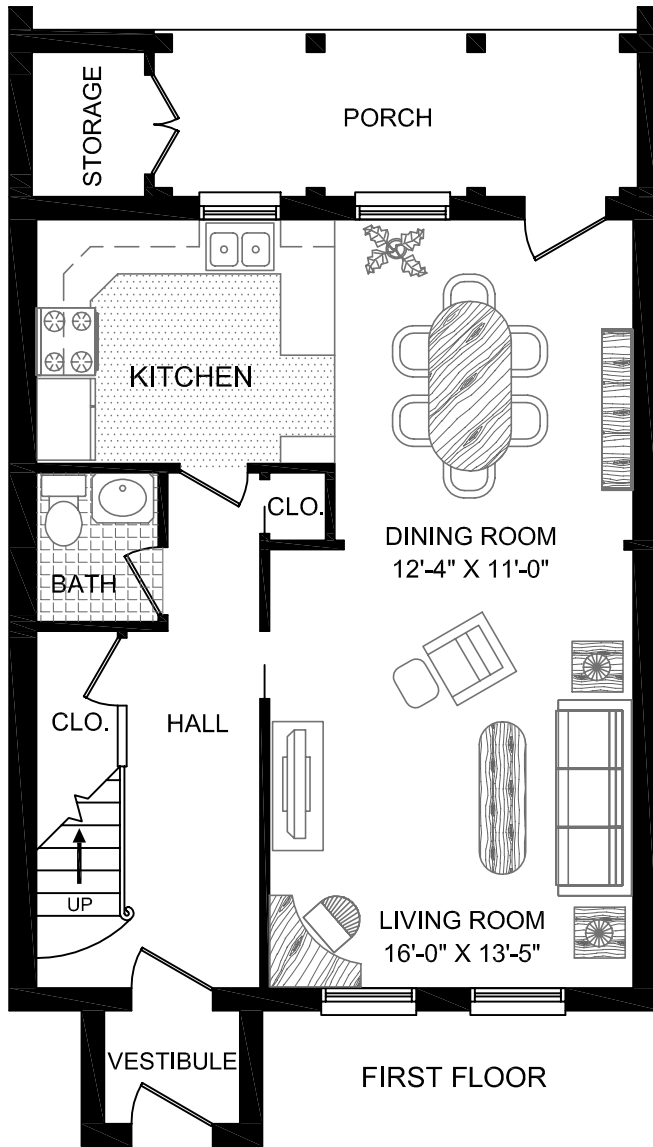 STORAGE
PORCH
KITCHEN
CLO.
DINING ROOM
12'-4" X 11'-0"
BATH
CLO.
HALL
UP
LIVING ROOM
16'-0" X 13'-5"
VESTIBULE
FIRST FLOOR